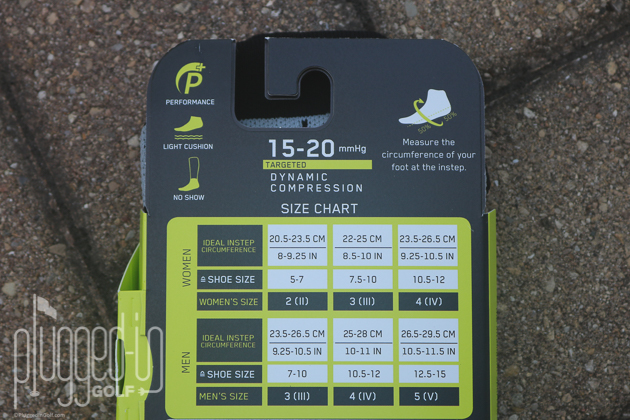 5+
P
PERFORMANCE
LIGHT CUSHION
NO SHOW
15-20 mmHg
TARGETED
DYNAMIC
COMPRESSION
50% 50%
Measure the
circumference of your
foot at the instep.
SIZE CHART
WOMEN
IDEAL INSTEP
CIRCUMFERENCE
20.5-23.5 CM 22-25 CM 23.5-26.5 CM
8-9.25 IN 8.5-10 IN 9.25-10.5 IN
≙ SHOE SIZE 5-7 7.5-10 10.5-12
WOMEN'S SIZE 2 (II) 3 (III) 4 (IV)
MEN
IDEAL INSTEP
CIRCUMFERENCE
23.5-26.5 CM 25-28 CM 26.5-29.5 CM
9.25-10.5 IN 10-11 IN 10.5-11.5 IN
≙ SHOE SIZE 7-10 10.5-12 12.5-15
MEN'S SIZE 3 (III) 4 (IV) 5 (V)
plugged-in
GOLF
©PluggedInGolf.com